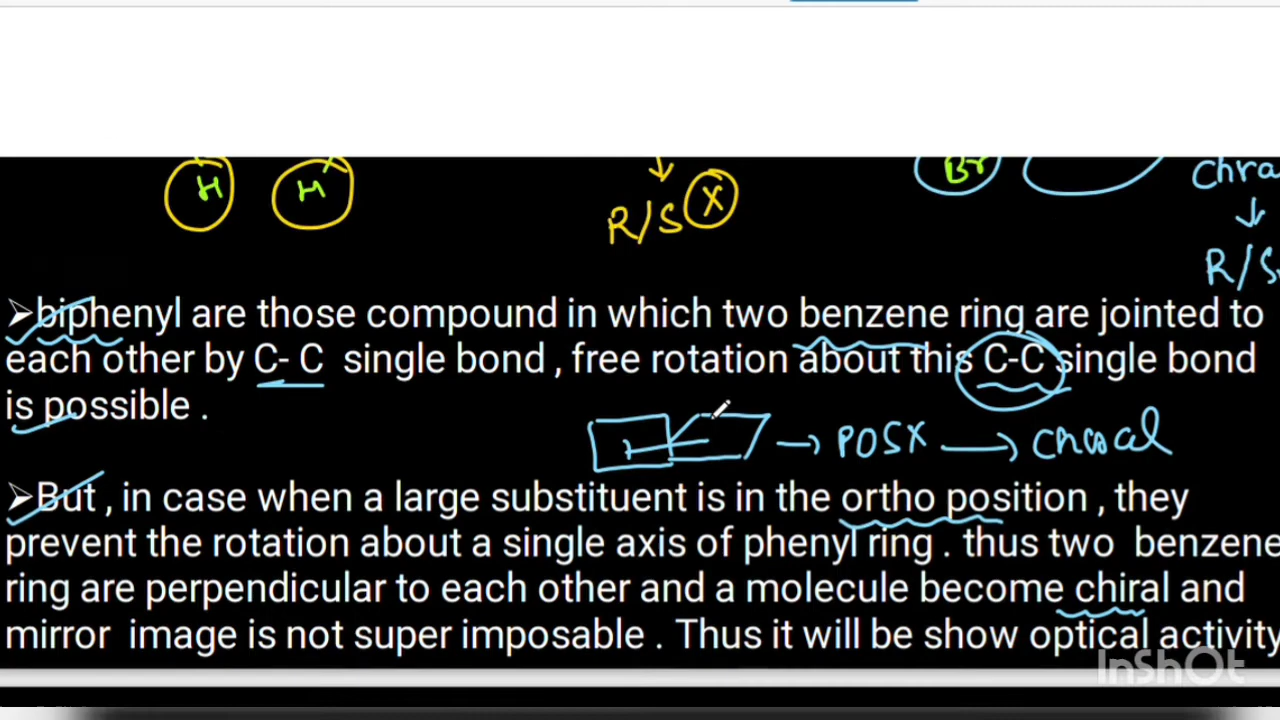 H H
R/S X
Br
Chra
R/S
➤biphenyl are those compound in which two benzene ring are jointed to
each other by C- C single bond , free rotation about this C-C single bond
is possible .
→ POSX → Chiral
➤But , in case when a large substituent is in the ortho position , they
prevent the rotation about a single axis of phenyl ring . thus two benzene
ring are perpendicular to each other and a molecule become chiral and
mirror image is not super imposable . Thus it will be show optical activity
InShOt